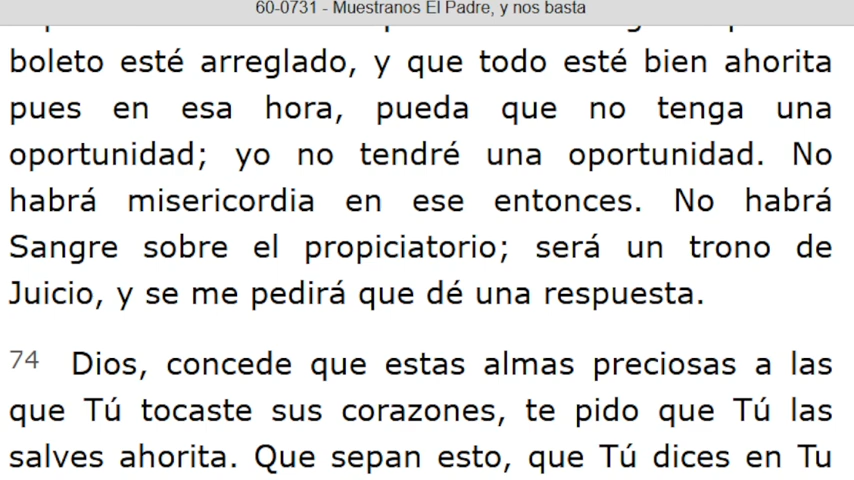 60-0731 - Muestranos El Padre, y nos basta
boleto esté arreglado, y que todo esté bien ahorita
pues en esa hora, pueda que no tenga una
oportunidad; yo no tendré una oportunidad. No
habrá misericordia en ese entonces. No habrá
Sangre sobre el propiciatorio; será un trono de
Juicio, y se me pedirá que dé una respuesta.
74 Dios, concede que estas almas preciosas a las
que Tú tocaste sus corazones, te pido que Tú las
salves ahorita. Que sepan esto, que Tú dices en Tu